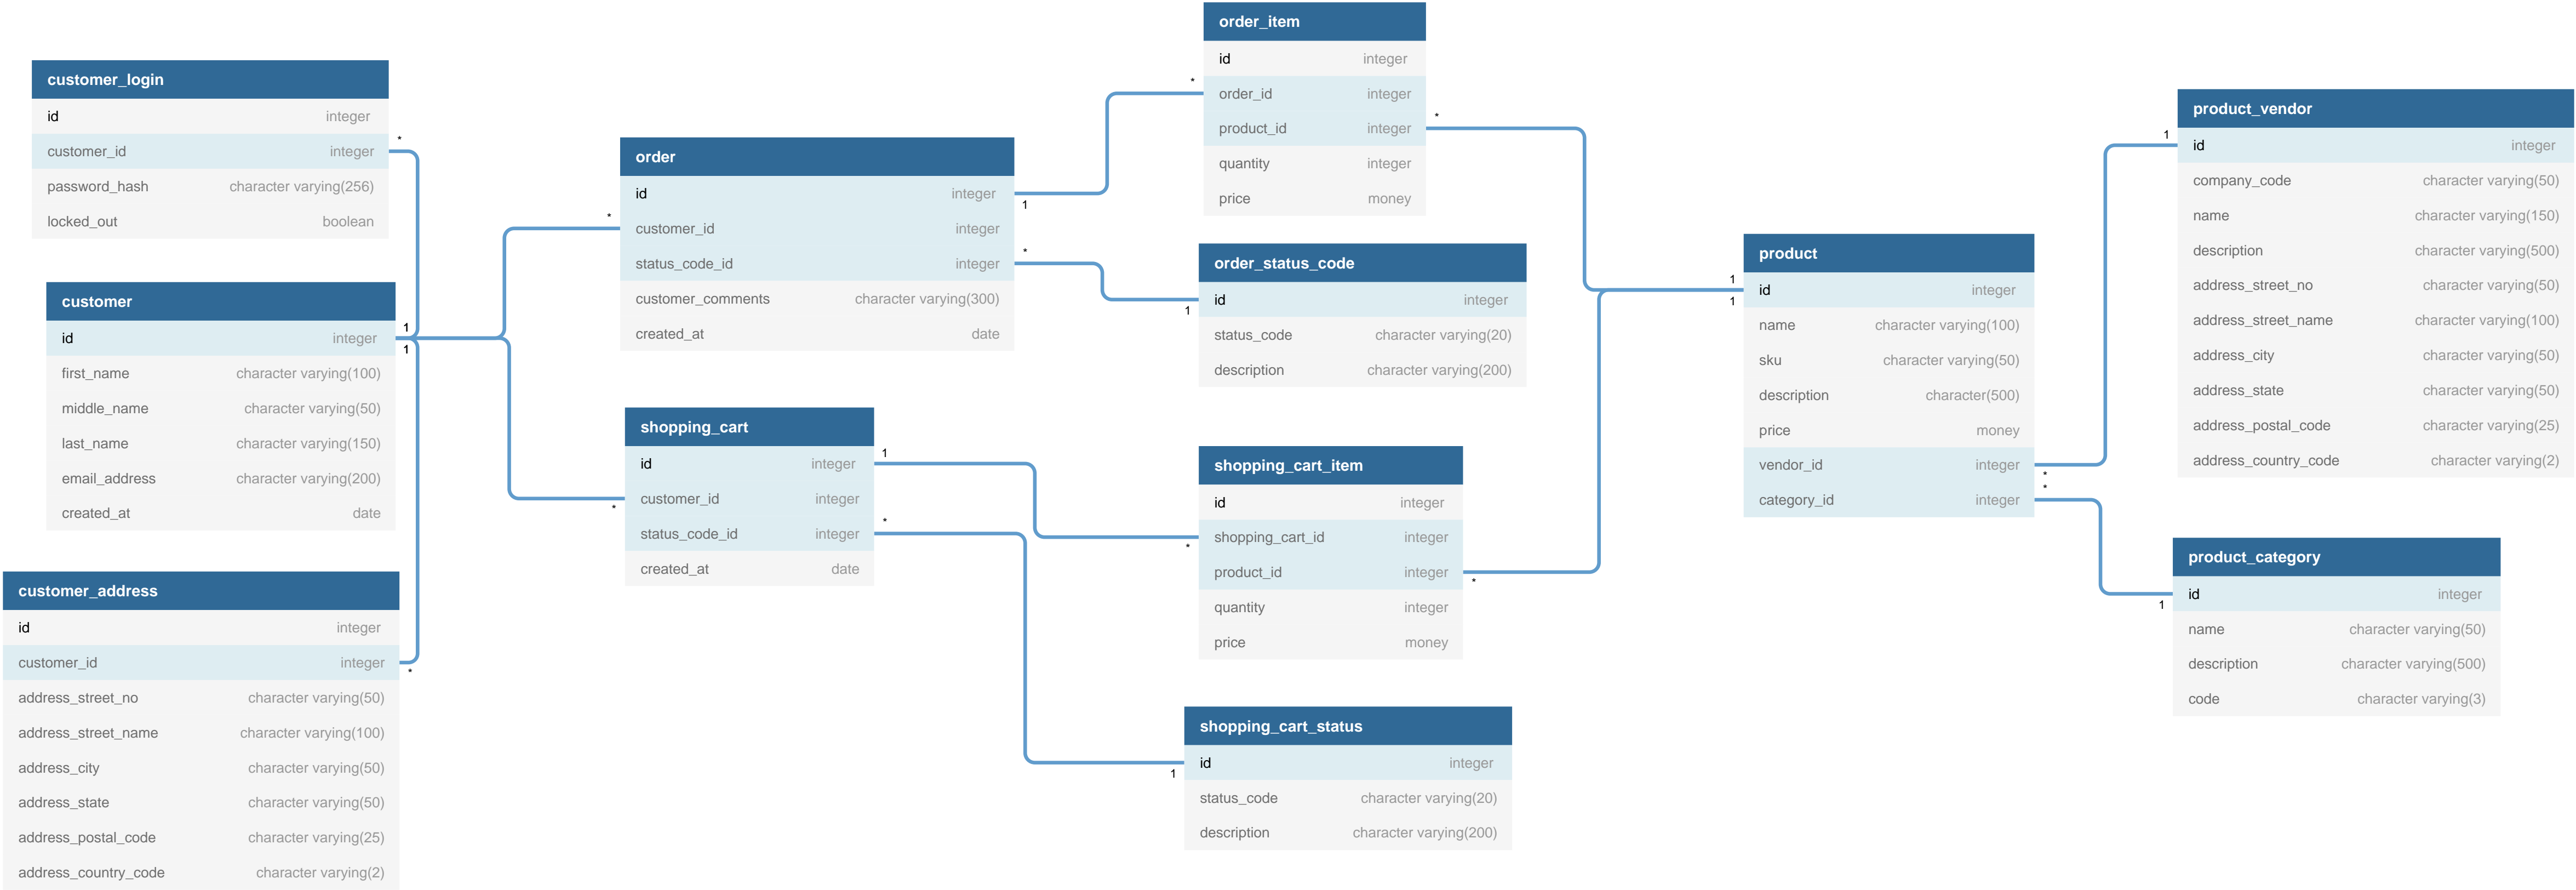 customer_login
id integer
customer_id integer
password_hash character varying(256)
locked_out boolean
*
customer
id integer
first_name character varying(100)
middle_name character varying(50)
last_name character varying(150)
email_address character varying(200)
created_at date
1
1
customer_address
id integer
customer_id integer
address_street_no character varying(50)
address_street_name character varying(100)
address_city character varying(50)
address_state character varying(50)
address_postal_code character varying(25)
address_country_code character varying(2)
*
order
id integer
customer_id integer
status_code_id integer
customer_comments character varying(300)
created_at date
*
1
*
shopping_cart
id integer
customer_id integer
status_code_id integer
created_at date
1
*
*
order_item
id integer
order_id integer
product_id integer
quantity integer
price money
*
*
order_status_code
id integer
status_code character varying(20)
description character varying(200)
1
shopping_cart_item
id integer
shopping_cart_id integer
product_id integer
quantity integer
price money
*
*
shopping_cart_status
id integer
status_code character varying(20)
description character varying(200)
1
product
id integer
name character varying(100)
sku character varying(50)
description character(500)
price money
vendor_id integer
category_id integer
1
1
*
*
product_vendor
id integer
company_code character varying(50)
name character varying(150)
description character varying(500)
address_street_no character varying(50)
address_street_name character varying(100)
address_city character varying(50)
address_state character varying(50)
address_postal_code character varying(25)
address_country_code character varying(2)
1
product_category
id integer
name character varying(50)
description character varying(500)
code character varying(3)
1